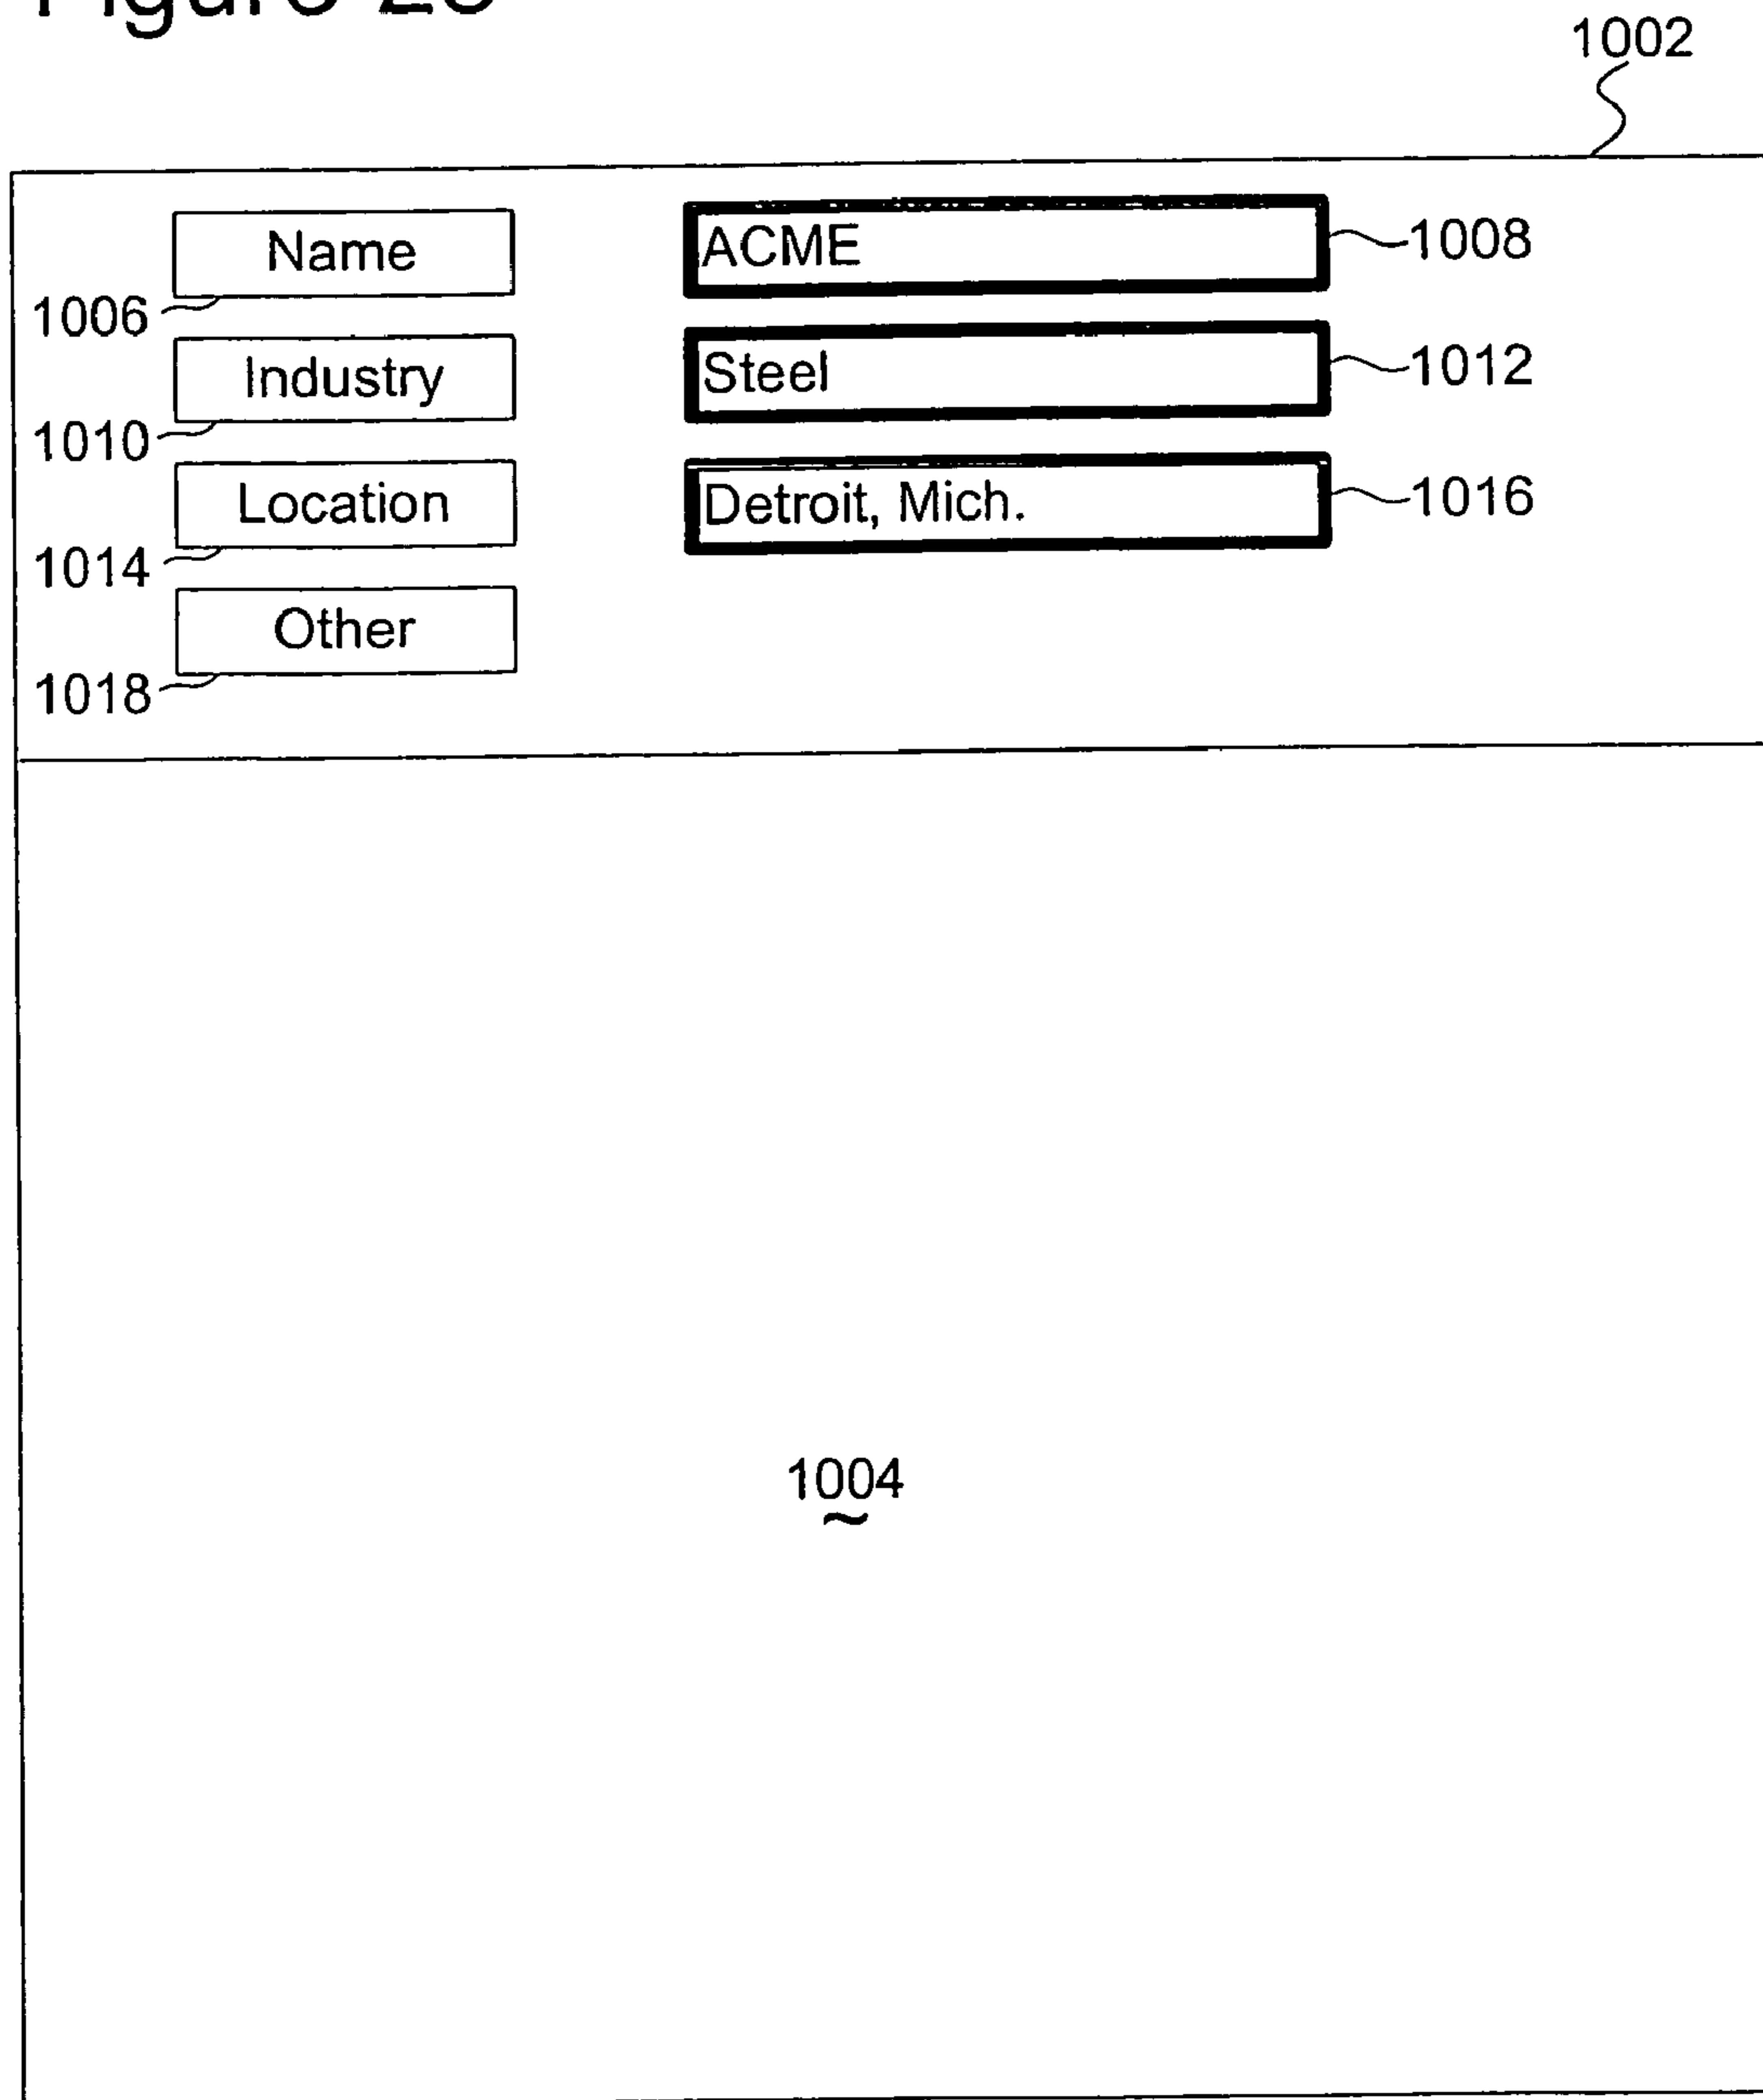 1002
Name
ACME
1008
1006
Industry
Steel
1012
1010
Location
Detroit, Mich.
1016
1014
Other
1018
1004